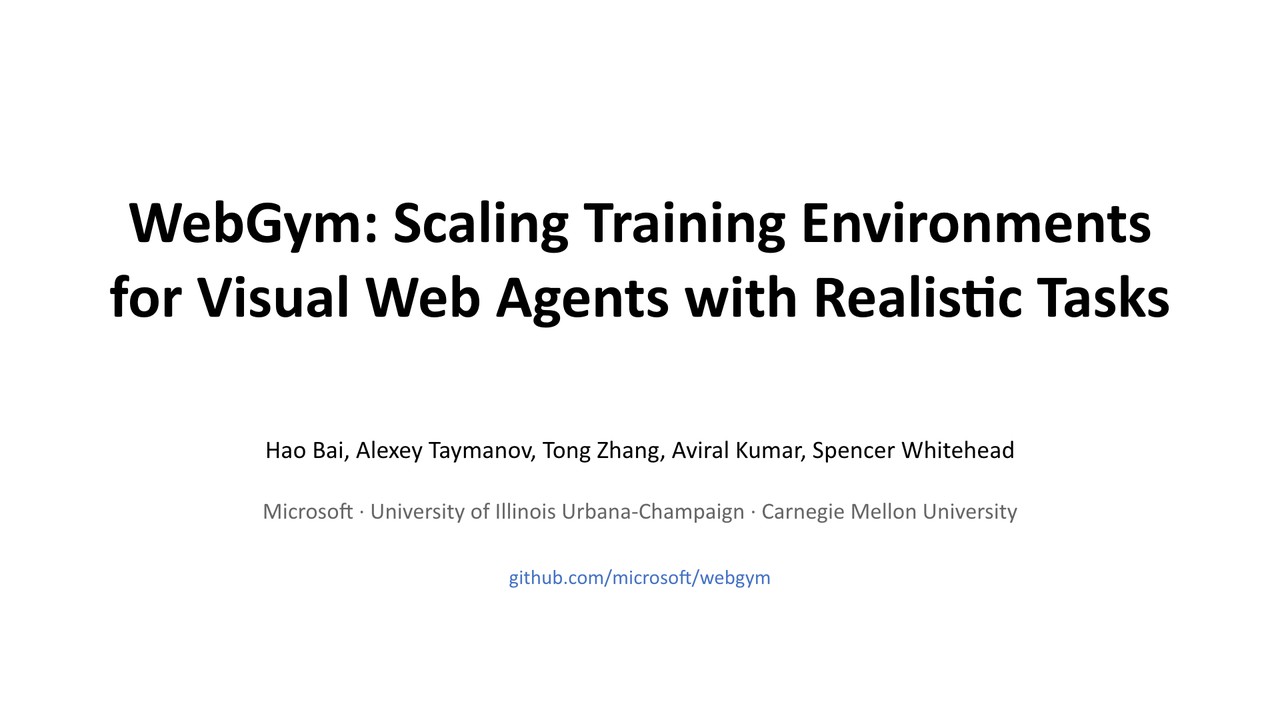 WebGym: Scaling Training Environments
for Visual Web Agents with Realistic Tasks
Hao Bai, Alexey Taymanov, Tong Zhang, Aviral Kumar, Spencer Whitehead
Microsoft · University of Illinois Urbana-Champaign · Carnegie Mellon University
github.com/microsoft/webgym